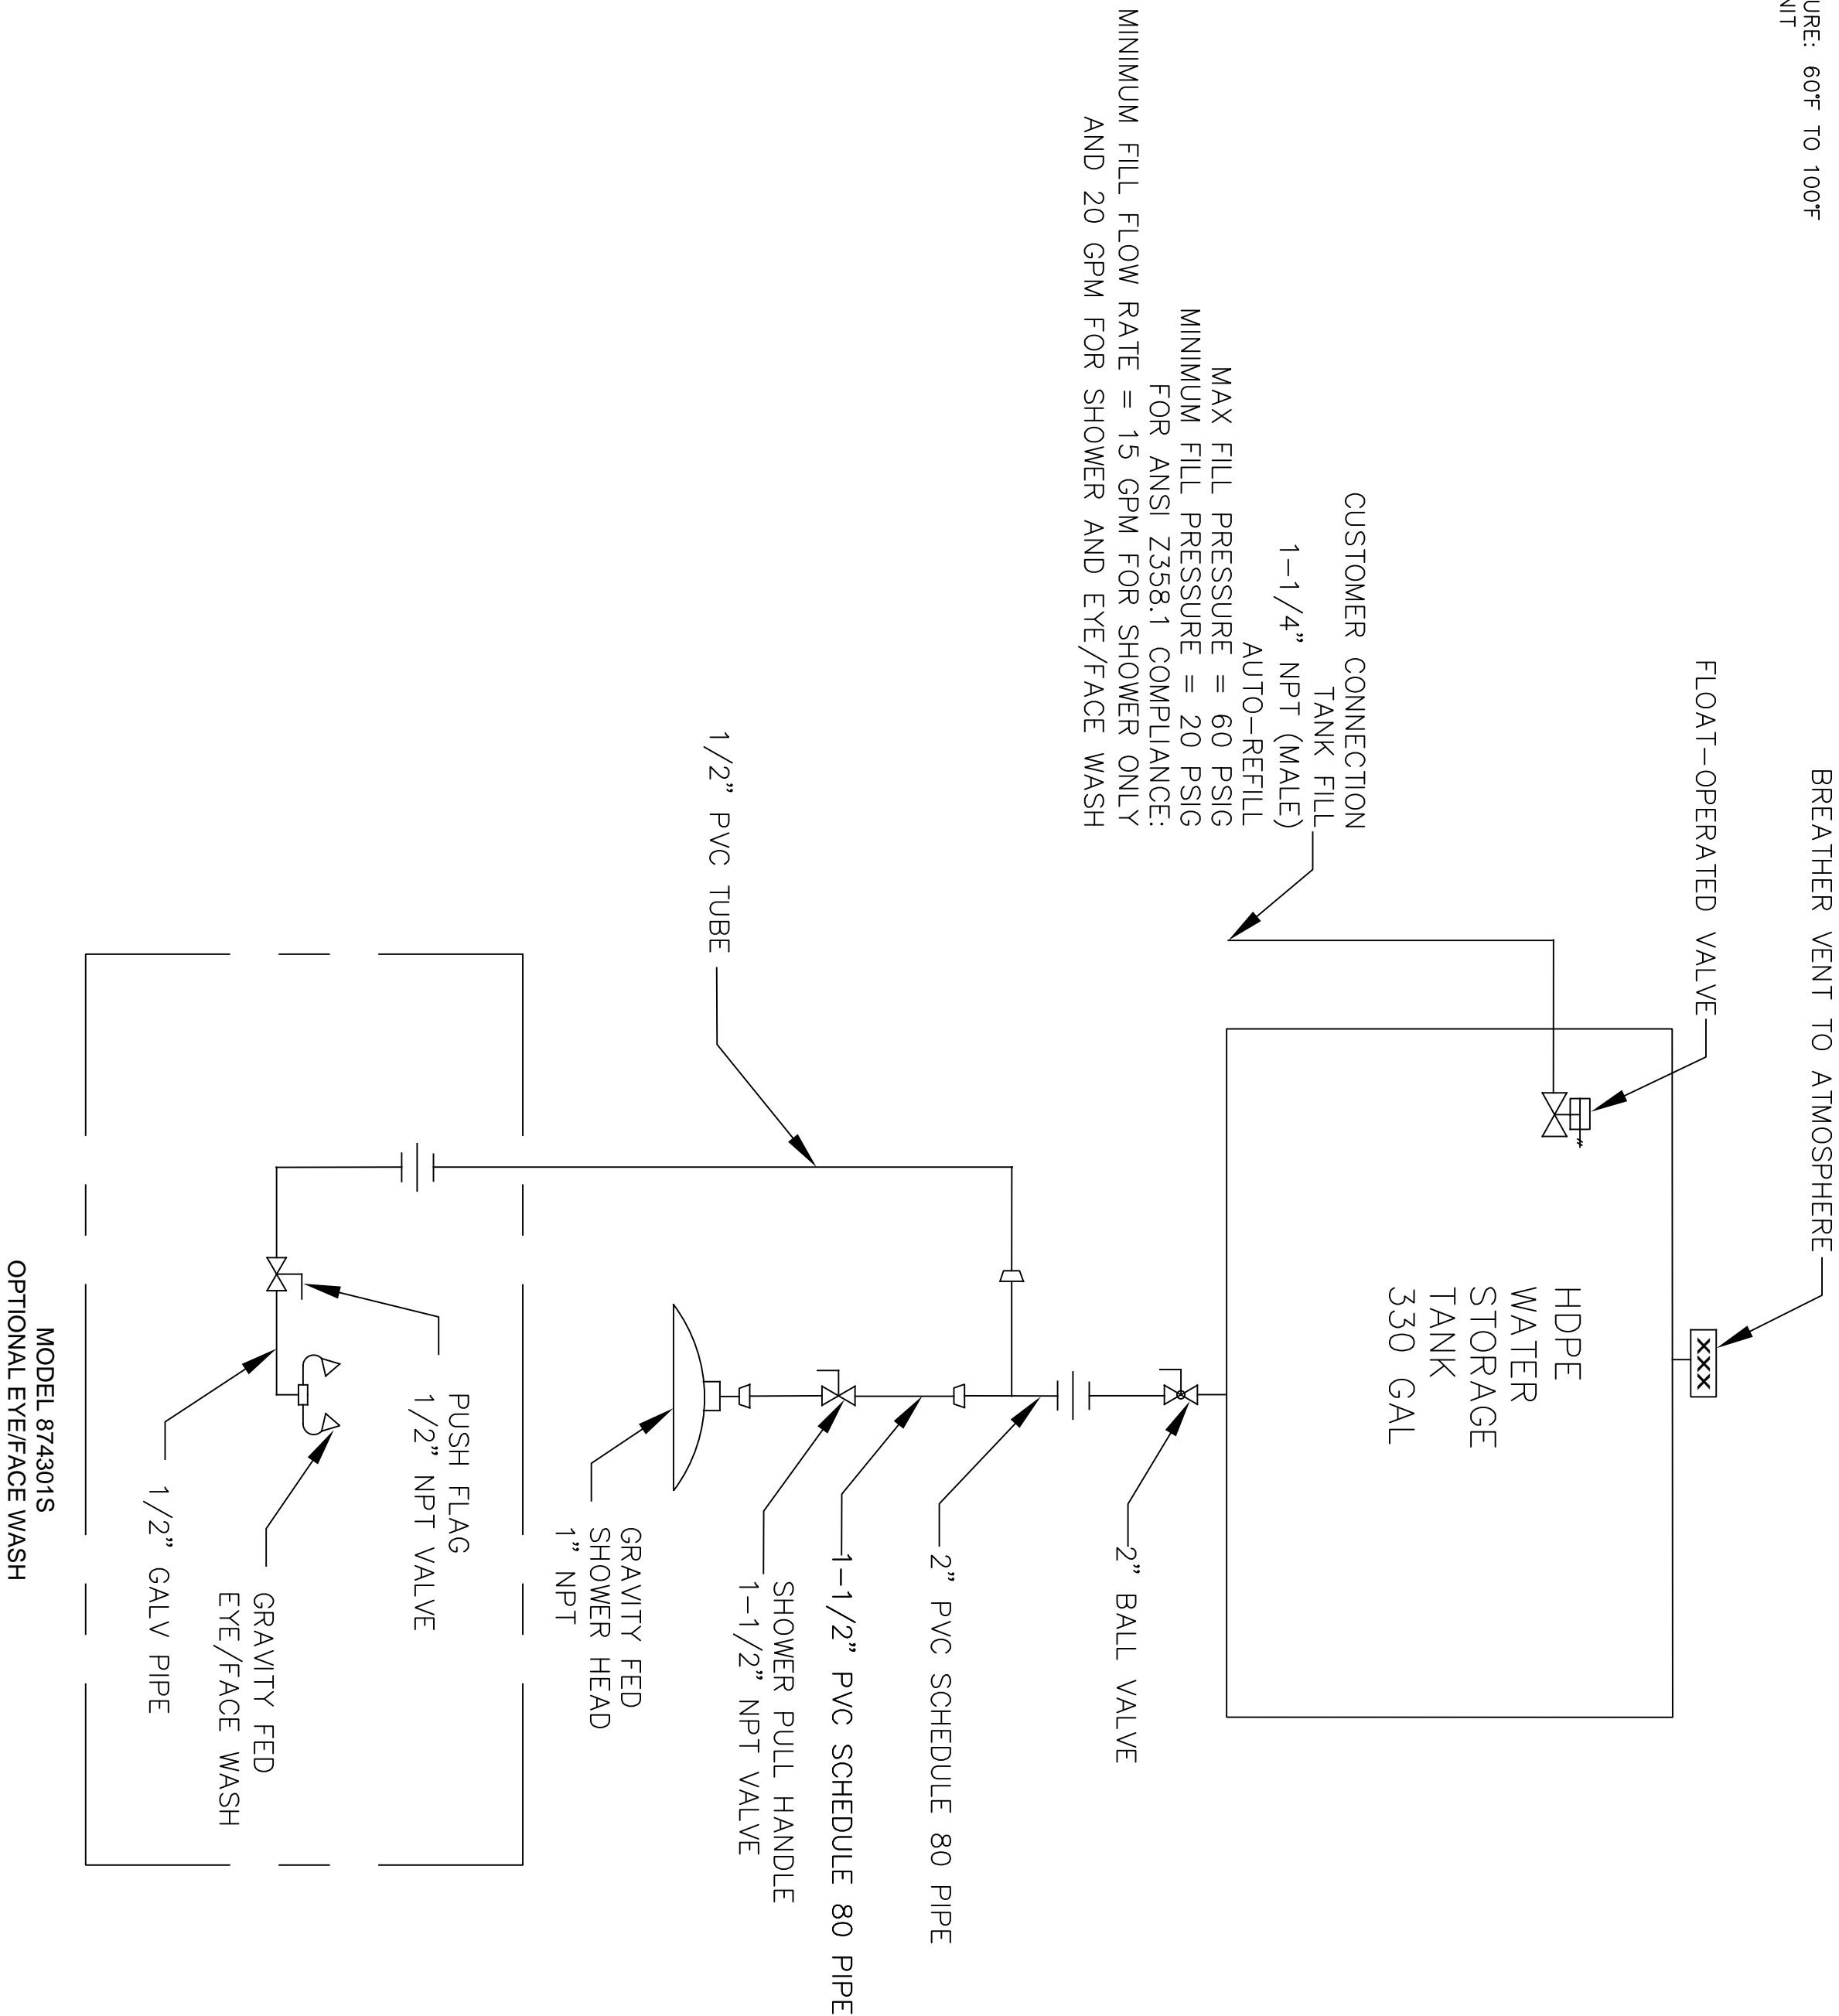 URE: 60°F TO 100°F
NIT
BREATHER VENT TO ATMOSPHERE
XXX
FLOAT-OPERATED VALVE
HDPE
WATER
STORAGE
TANK
330 GAL
CUSTOMER CONNECTION
TANK FILL
1-1/4" NPT (MALE)
AUTO-REFILL
MAX FILL PRESSURE = 60 PSIG
MINIMUM FILL PRESSURE = 20 PSIG
FOR ANSI Z358.1 COMPLIANCE:
MINIMUM FILL FLOW RATE = 15 GPM FOR SHOWER ONLY
AND 20 GPM FOR SHOWER AND EYE/FACE WASH
2" BALL VALVE
2" PVC SCHEDULE 80 PIPE
1-1/2" PVC SCHEDULE 80 PIPE
SHOWER PULL HANDLE
1-1/2" NPT VALVE
1/2" PVC TUBE
GRAVITY FED
SHOWER HEAD
1" NPT
PUSH FLAG
1/2" NPT VALVE
GRAVITY FED
EYE/FACE WASH
1/2" GALV PIPE
MODEL 874301S
OPTIONAL EYE/FACE WASH